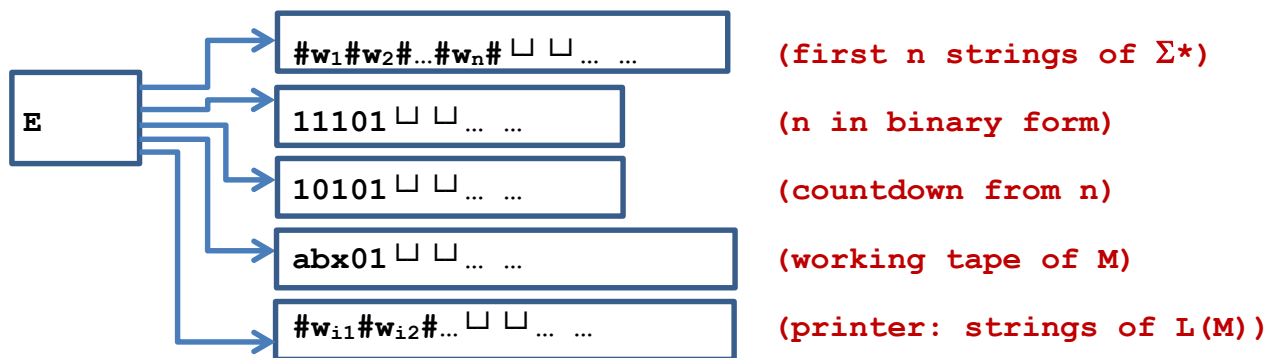 #w₁#w₂#…#wₙ#⊔ ⊔… … (first n strings of Σ*)
E
11101⊔ ⊔… … (n in binary form)
10101⊔ ⊔… … (countdown from n)
abx01⊔ ⊔… … (working tape of M)
#wᵢ₁#wᵢ₂#…⊔ ⊔… … (printer: strings of L(M))